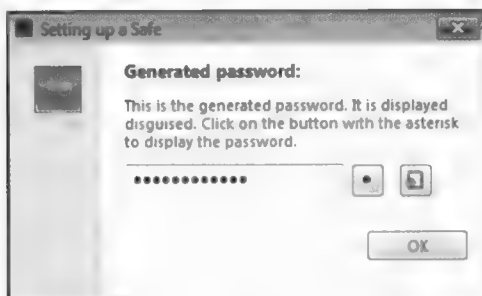 Setting up a Safe
Generated password:
This is the generated password. It is displayed
disguised. Click on the button with the asterisk
to display the password.
●●●●●●●●●●●●
OK